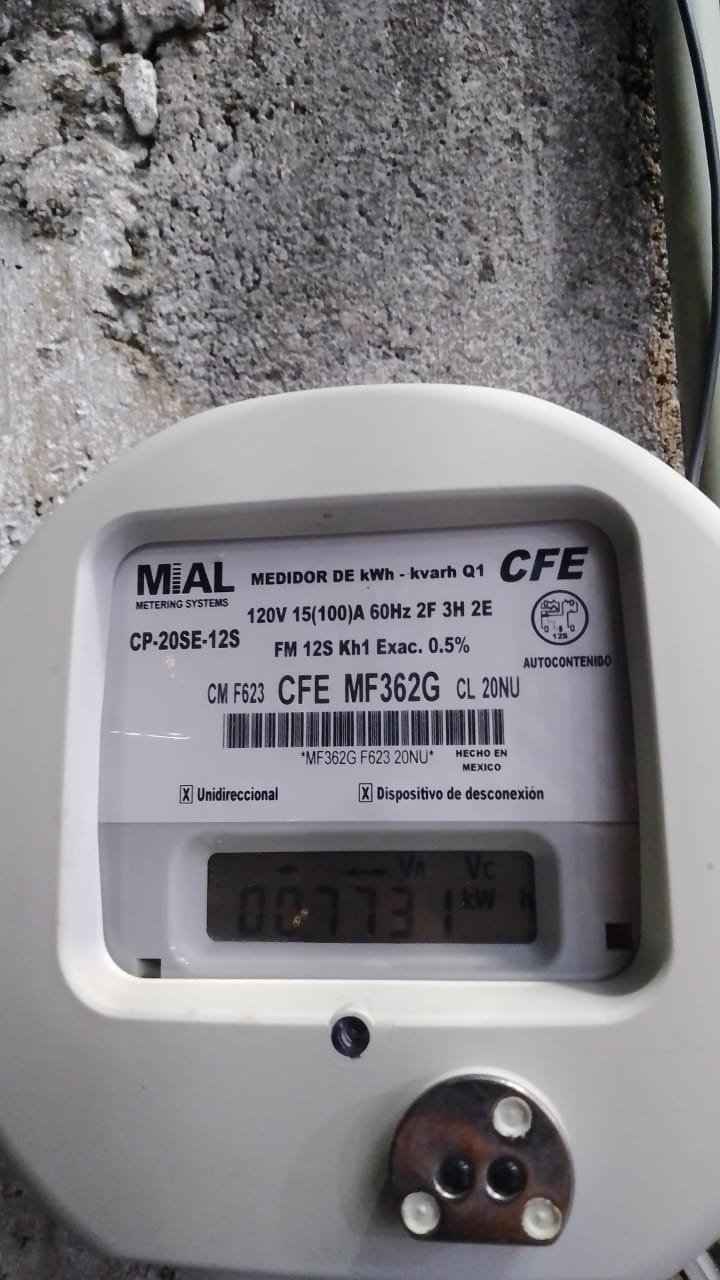 MIAL
METERING SYSTEMS
MEDIDOR DE kWh - kvarh Q1
CFE
120V 15(100)A 60Hz 2F 3H 2E
CP-20SE-12S
FM 12S Kh1 Exac. 0.5%
12S
AUTOCONTENIDO
CM F623 CFE MF362G CL 20NU
*MF362G F623 20NU*
HECHO EN
MEXICO
X Unidireccional
X Dispositivo de desconexión
VA VC
007731 kW h